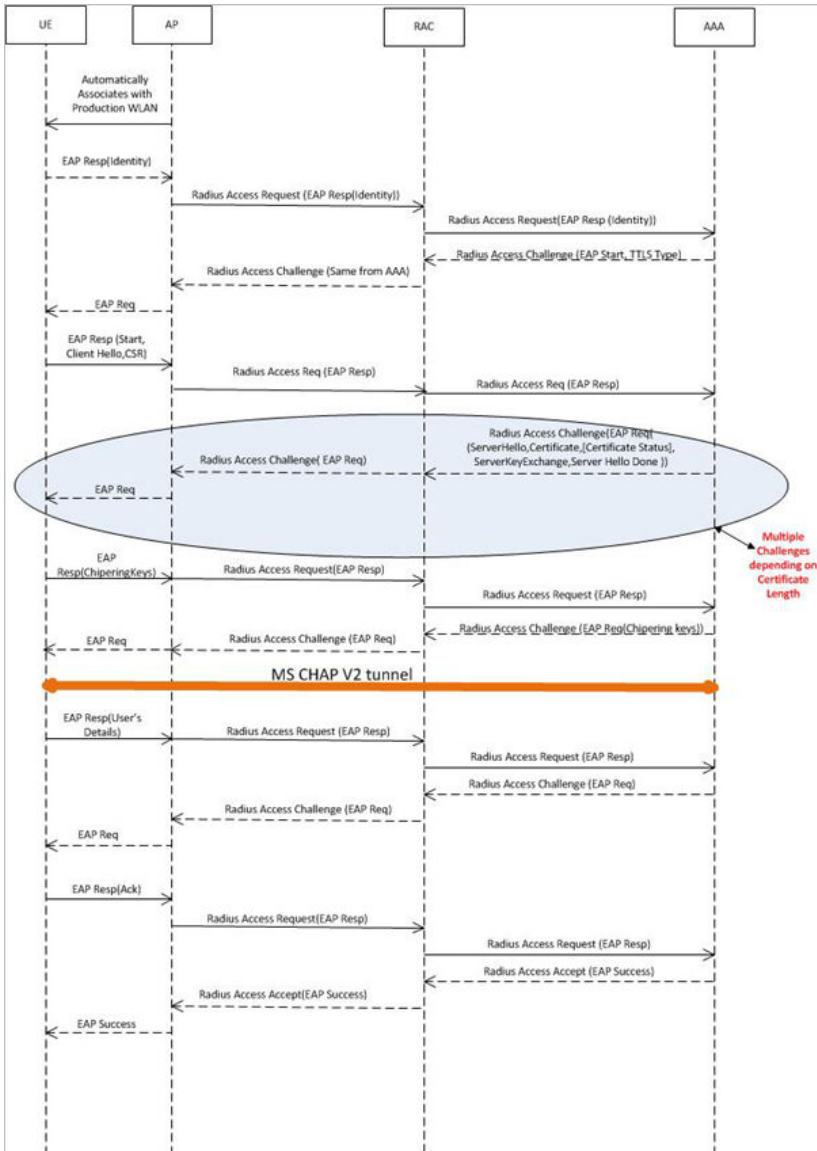 UE
AP
RAC
AAA
Automatically
Associates with
Production WLAN
EAP Resp(Identity)
Radius Access Request (EAP Resp(Identity))
Radius Access Request(EAP Resp (Identity))
Radius Access Challenge (EAP Start, TTLS Type)
Radius Access Challenge (Same from AAA)
EAP Req
EAP Resp (Start,
Client Hello,CSR)
Radius Access Req (EAP Resp)
Radius Access Req (EAP Resp)
Radius Access Challenge(EAP Req(
(ServerHello,Certificate,[Certificate Status],
ServerKeyExchange,Server Hello Done ))
Radius Access Challenge( EAP Req)
EAP Req
Multiple
Challenges
depending on
Certificate
Length
EAP
Resp(ChiperingKeys)
Radius Access Request(EAP Resp)
Radius Access Request (EAP Resp)
Radius Access Challenge (EAP Req(Chipering keys))
Radius Access Challenge (EAP Req)
EAP Req
MS CHAP V2 tunnel
EAP Resp(User's
Details)
Radius Access Request (EAP Resp)
Radius Access Request (EAP Resp)
Radius Access Challenge (EAP Req)
Radius Access Challenge (EAP Req)
EAP Req
EAP Resp(Ack)
Radius Access Request(EAP Resp)
Radius Access Request (EAP Resp)
Radius Access Accept (EAP Success)
Radius Access Accept(EAP Success)
EAP Success